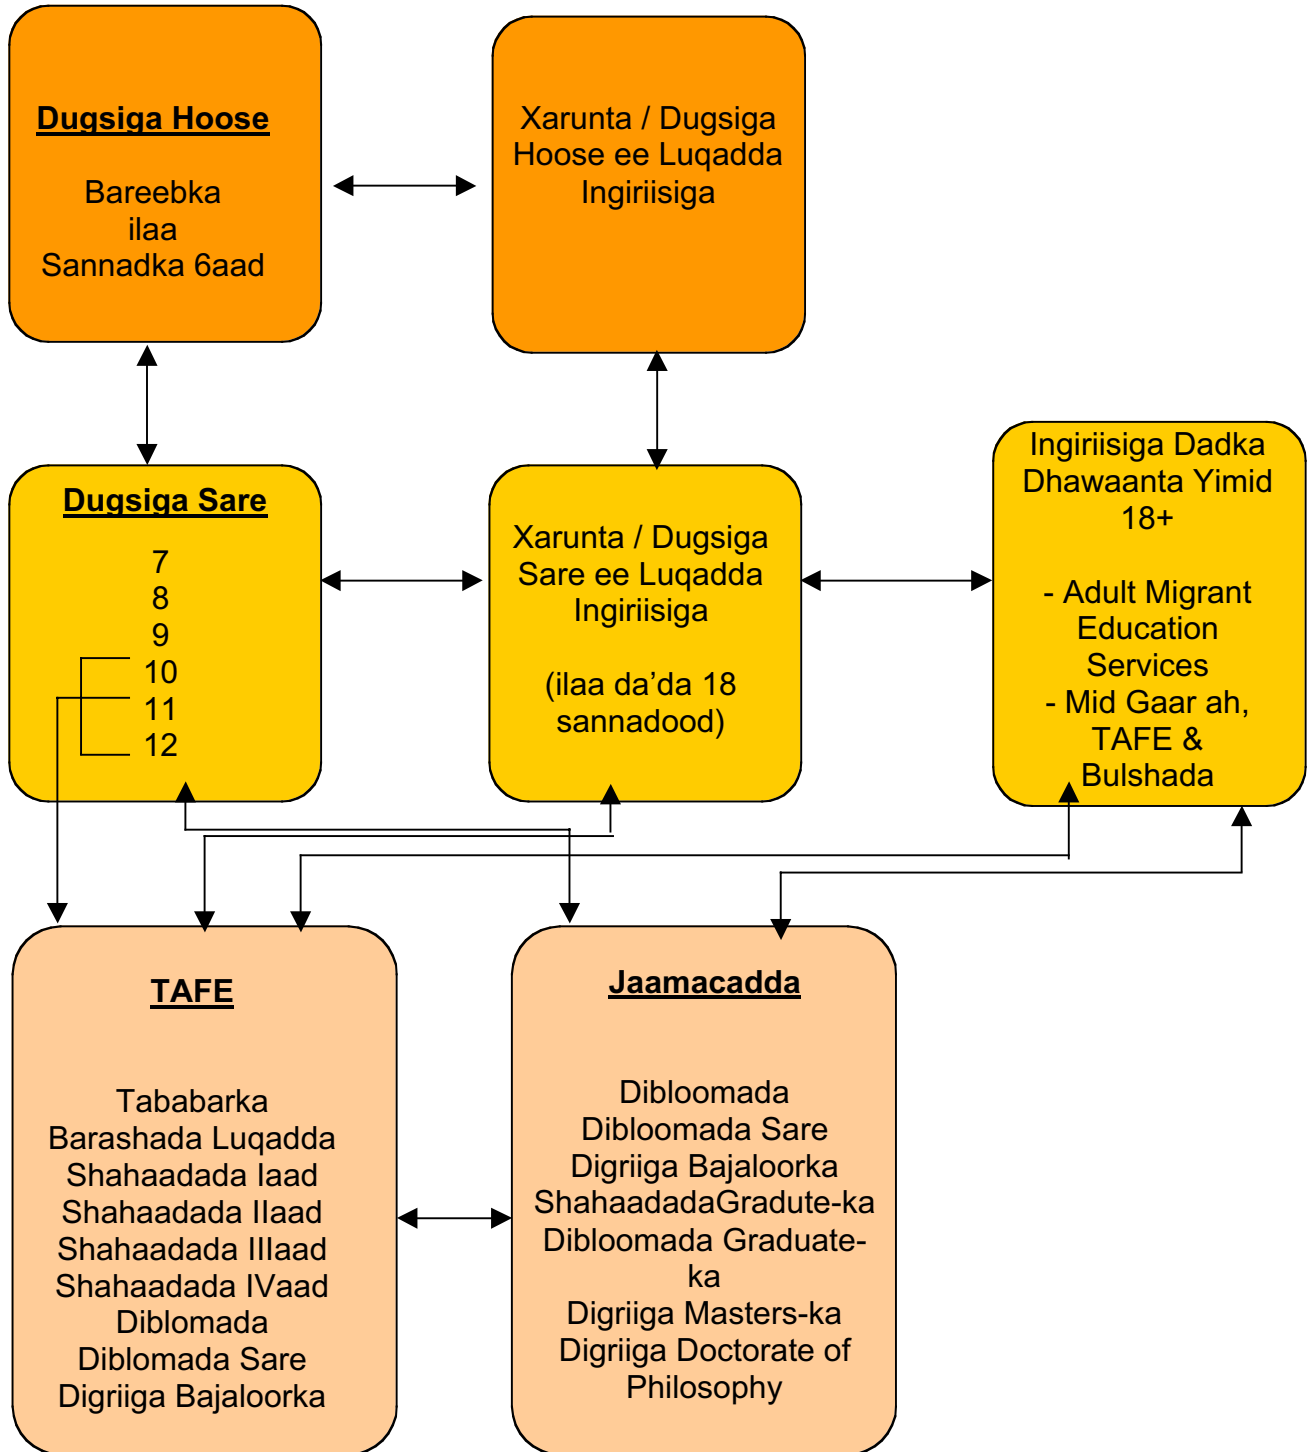 Dugsiga Hoose
Bareebka
ilaa
Sannadka 6aad
Xarunta / Dugsiga
Hoose ee Luqadda
Ingiriisiga
Dugsiga Sare
7
8
9
10
11
12
Xarunta / Dugsiga
Sare ee Luqadda
Ingiriisiga
(ilaa da’da 18
sannadood)
Ingiriisiga Dadka
Dhawaanta Yimid
18+
- Adult Migrant
Education
Services
- Mid Gaar ah,
TAFE &
Bulshada
TAFE
Tababarka
Barashada Luqadda
Shahaadada Iaad
Shahaadada IIaad
Shahaadada IIIaad
Shahaadada IVaad
Diblomada
Diblomada Sare
Digriiga Bajaloorka
Jaamacadda
Dibloomada
Dibloomada Sare
Digriiga Bajaloorka
ShahaadadaGradute-ka
Dibloomada Graduate-
ka
Digriiga Masters-ka
Digriiga Doctorate of
Philosophy